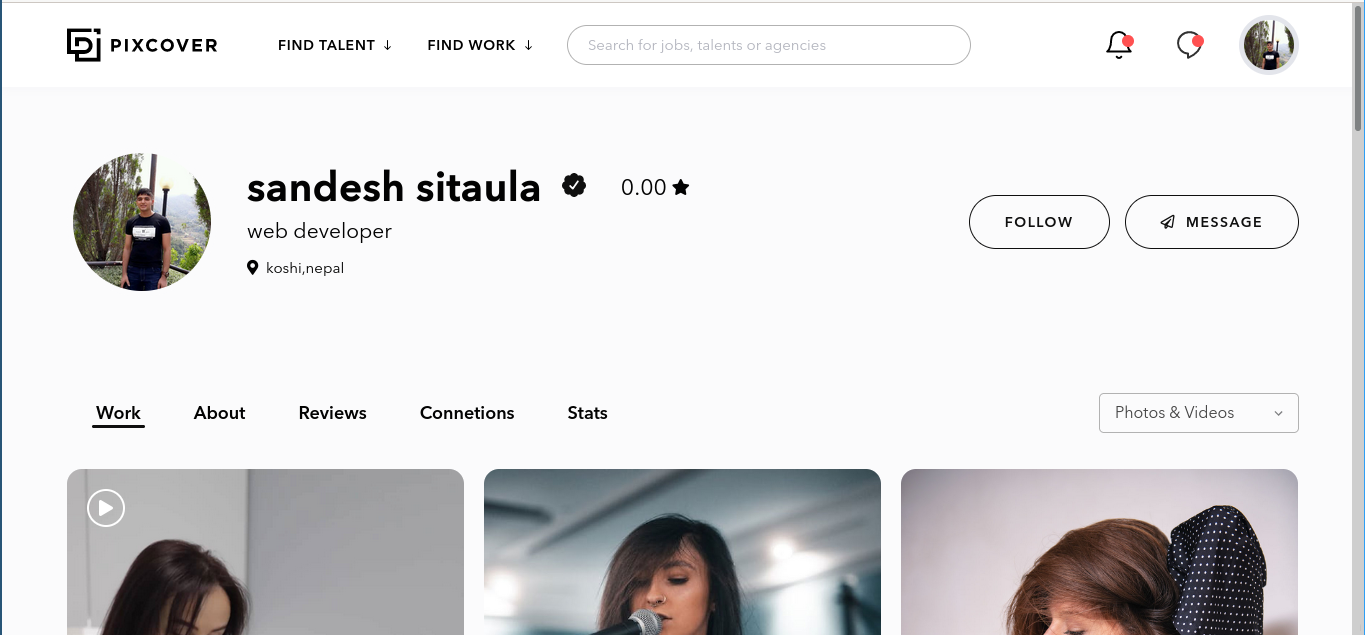 PIXCOVER
FIND TALENT ↓
FIND WORK ↓
Search for jobs, talents or agencies
sandesh sitaula
0.00
web developer
koshi,nepal
FOLLOW
MESSAGE
Work
About
Reviews
Connetions
Stats
Photos & Videos